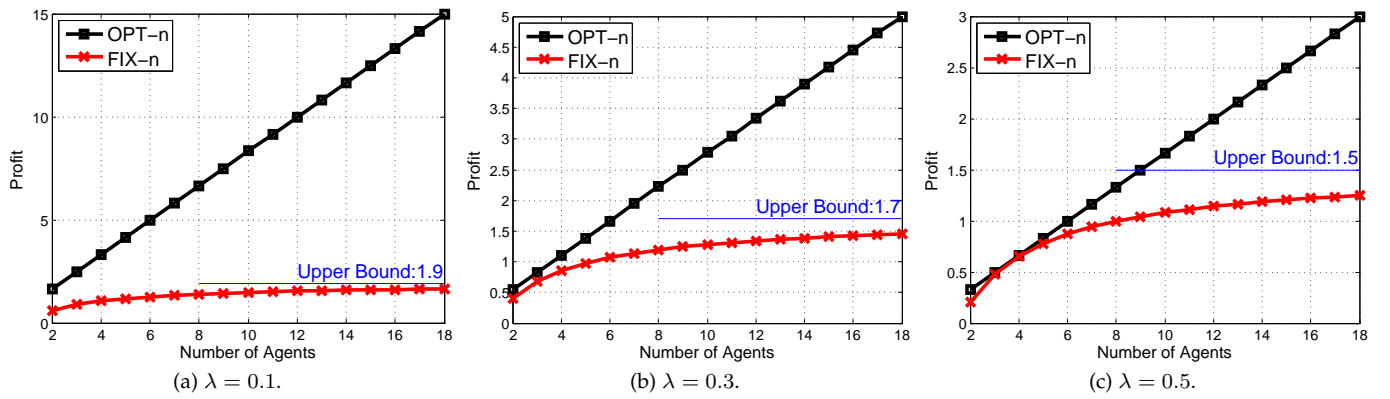 15
10
5
0
Profit
OPT−n
FIX−n
Upper Bound:1.9
2 4 6 8 10 12 14 16 18
Number of Agents
(a) λ = 0.1.
5
4.5
4
3.5
3
2.5
2
1.5
1
0.5
0
Profit
OPT−n
FIX−n
Upper Bound:1.7
2 4 6 8 10 12 14 16 18
Number of Agents
(b) λ = 0.3.
3
2.5
2
1.5
1
0.5
0
Profit
OPT−n
FIX−n
Upper Bound:1.5
2 4 6 8 10 12 14 16 18
Number of Agents
(c) λ = 0.5.